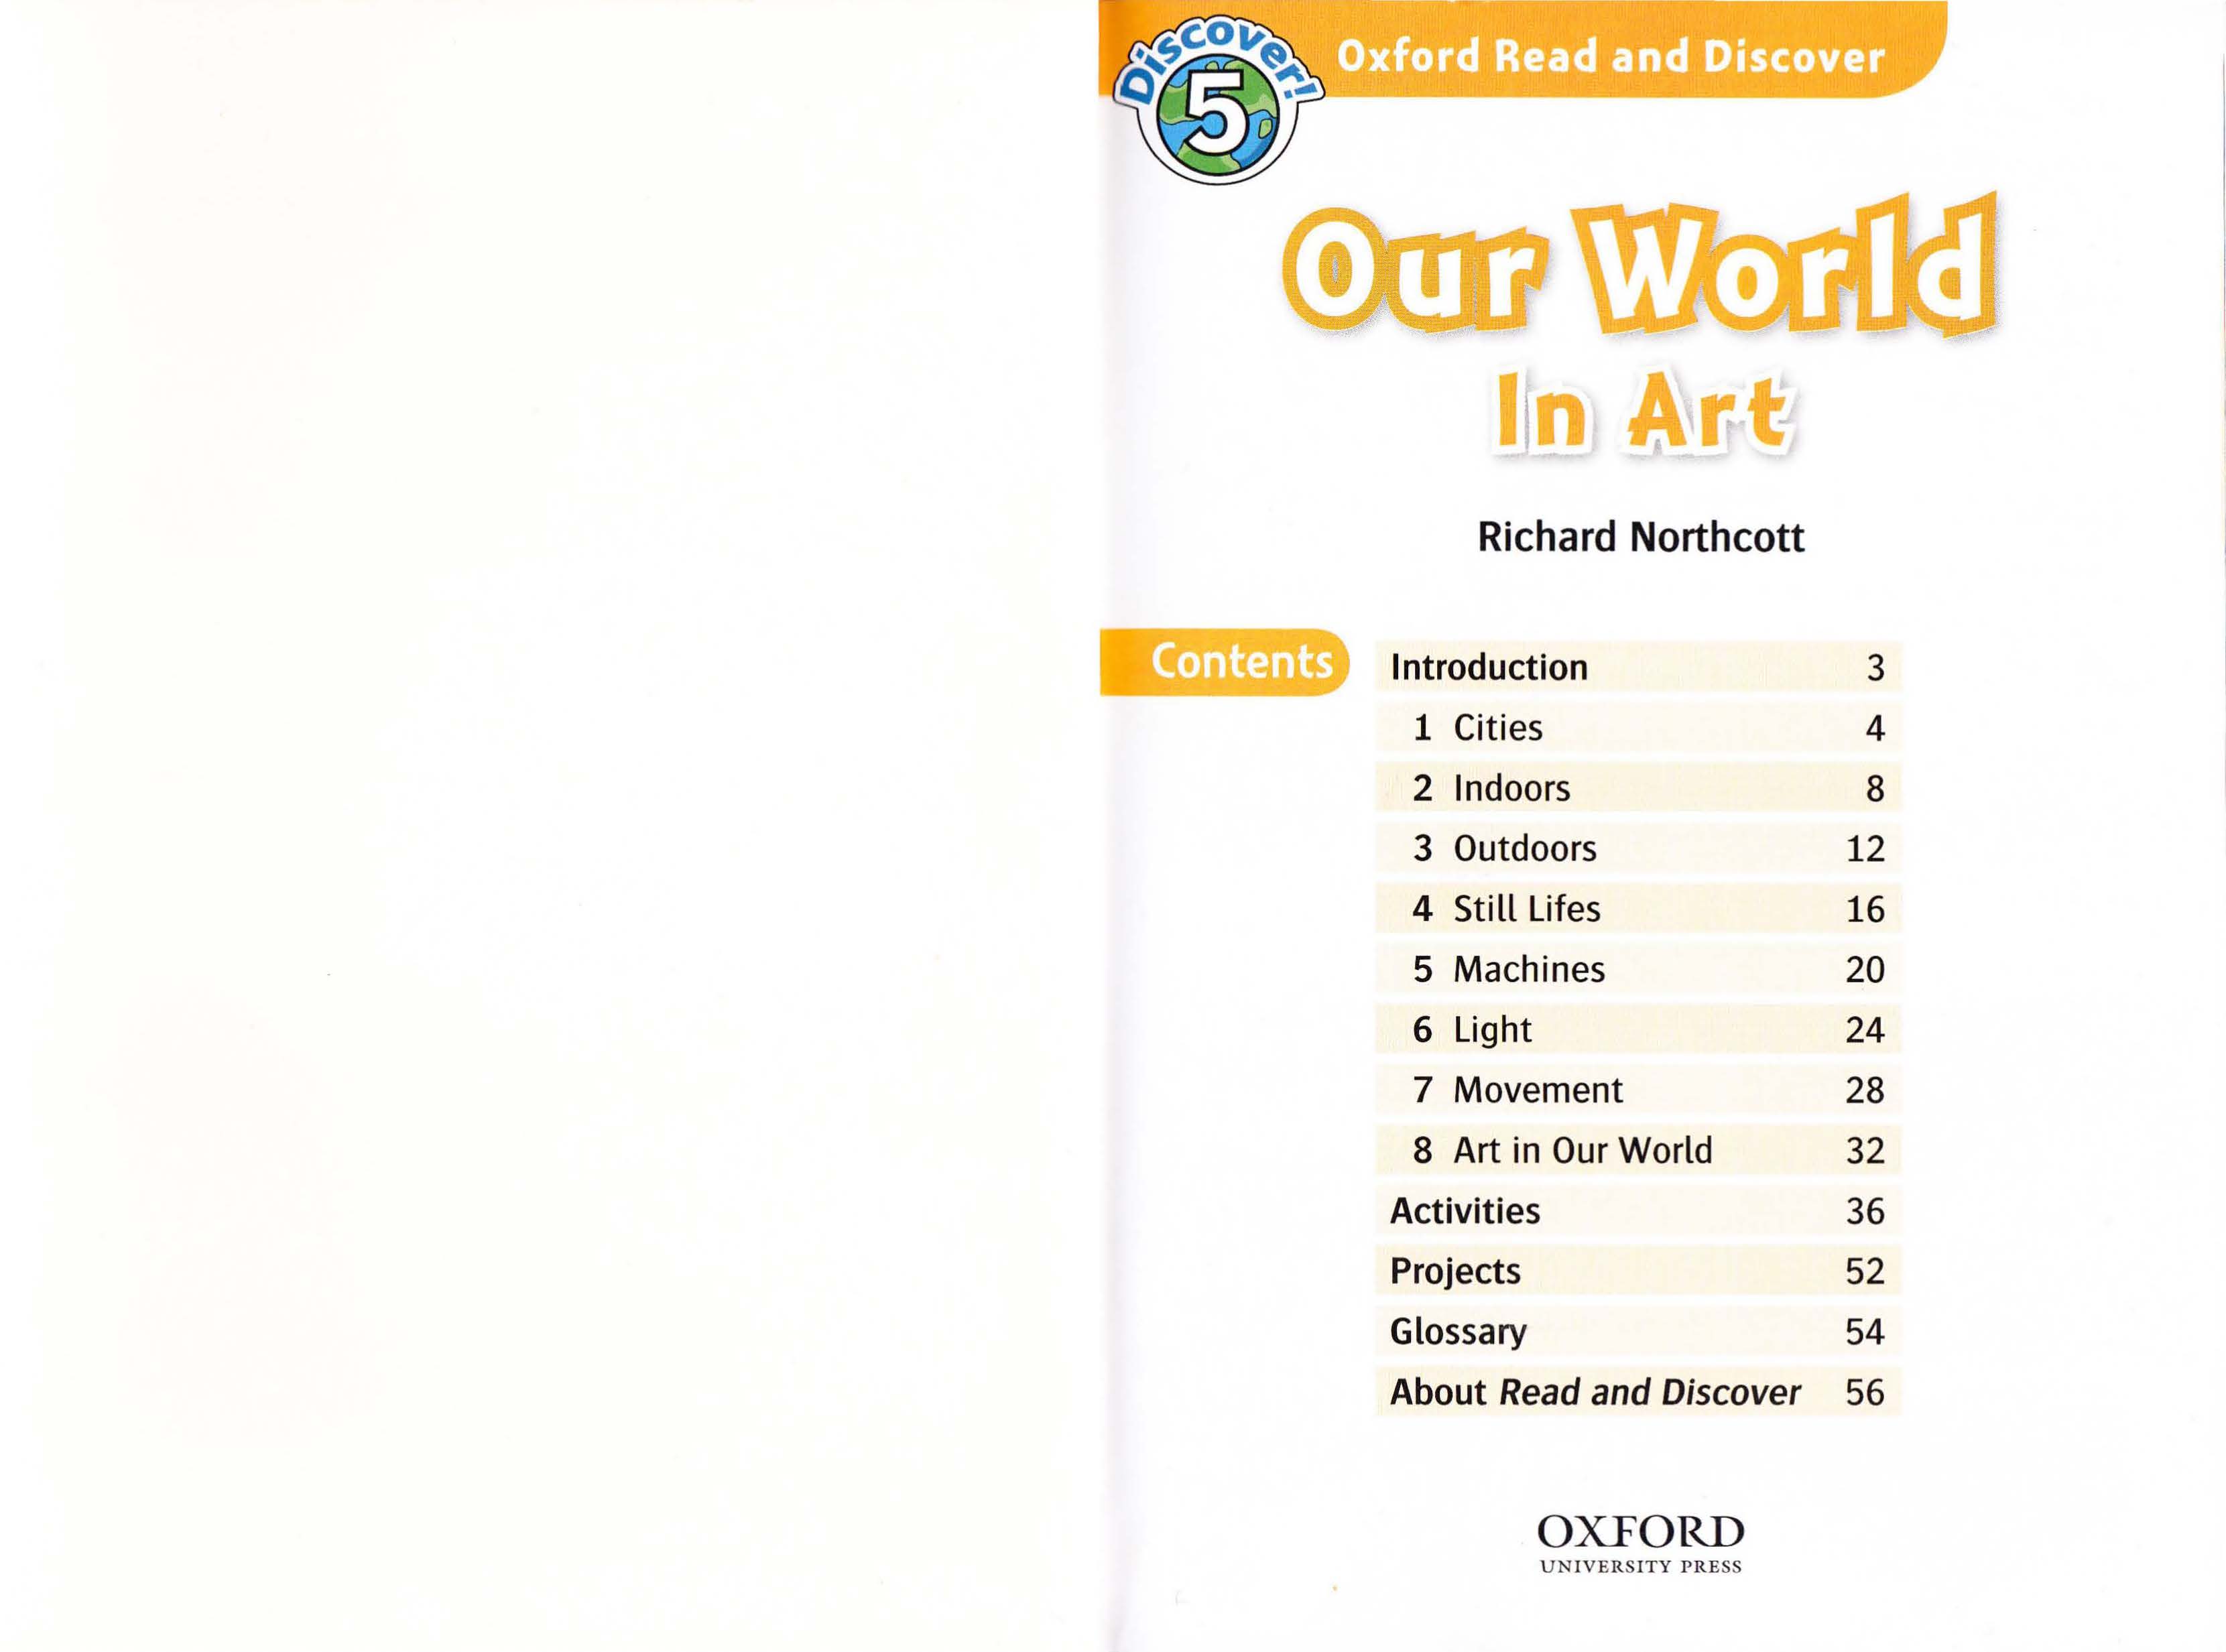 Discover!
5
Oxford Read and Discover
Our World
In Art
Richard Northcott
Contents
Introduction 3
1 Cities 4
2 Indoors 8
3 Outdoors 12
4 Still Lifes 16
5 Machines 20
6 Light 24
7 Movement 28
8 Art in Our World 32
Activities 36
Projects 52
Glossary 54
About Read and Discover 56
OXFORD
UNIVERSITY PRESS